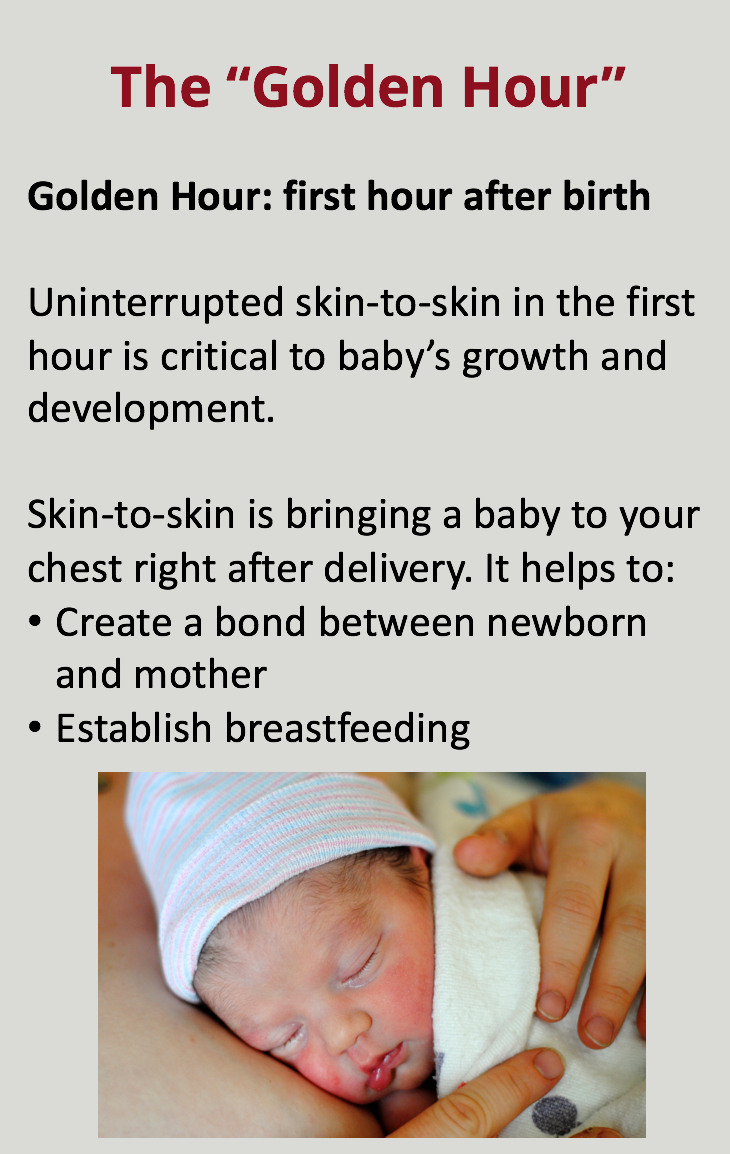 The “Golden Hour”
Golden Hour: first hour after birth
Uninterrupted skin-to-skin in the first
hour is critical to baby’s growth and
development.
Skin-to-skin is bringing a baby to your
chest right after delivery. It helps to:
• Create a bond between newborn
and mother
• Establish breastfeeding